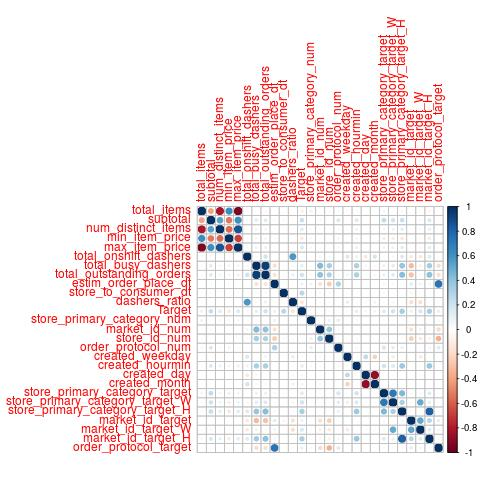 total_items
subtotal
num_distinct_items
min_item_price
max_item_price
total_onshift_dashers
total_busy_dashers
total_outstanding_orders
estim_order_place_dt
store_to_consumer_dt
dashers_ratio
Target
store_primary_category_num
market_id_num
store_id_num
order_protocol_num
created_weekday
created_hourmin
created_day
created_month
store_primary_category_target
store_primary_category_target_W
store_primary_category_target_H
market_id_target
market_id_target_W
market_id_target_H
order_protocol_target
total_items
subtotal
num_distinct_items
min_item_price
max_item_price
total_onshift_dashers
total_busy_dashers
total_outstanding_orders
estim_order_place_dt
store_to_consumer_dt
dashers_ratio
Target
store_primary_category_num
market_id_num
store_id_num
order_protocol_num
created_weekday
created_hourmin
created_day
created_month
store_primary_category_target
store_primary_category_target_W
store_primary_category_target_H
market_id_target
market_id_target_W
market_id_target_H
order_protocol_target
1
0.8
0.6
0.4
0.2
0
-0.2
-0.4
-0.6
-0.8
-1